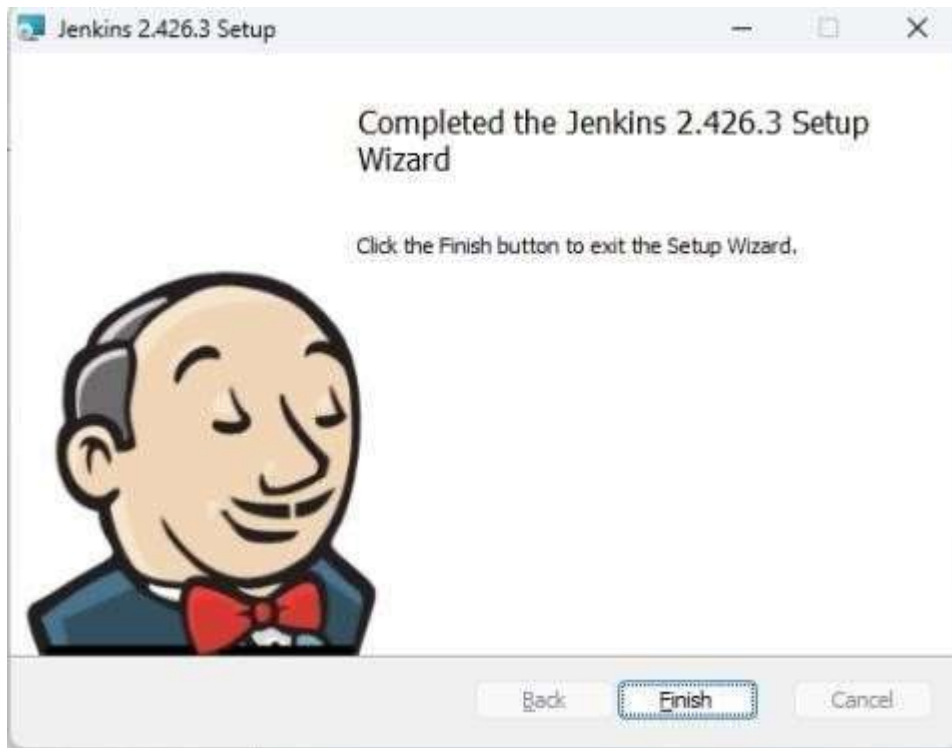 Jenkins 2.426.3 Setup
Completed the Jenkins 2.426.3 Setup
Wizard
Click the Finish button to exit the Setup Wizard.
Back Finish Cancel